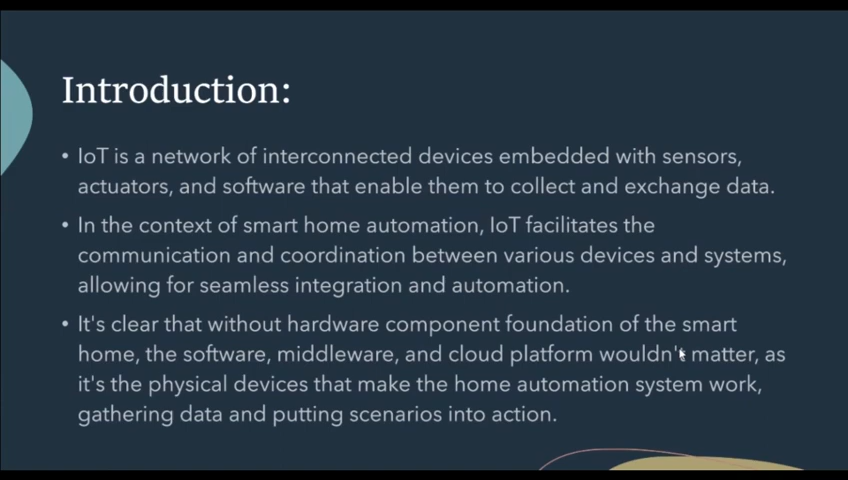 Introduction:
• IoT is a network of interconnected devices embedded with sensors,
actuators, and software that enable them to collect and exchange data.
• In the context of smart home automation, IoT facilitates the
communication and coordination between various devices and systems,
allowing for seamless integration and automation.
• It's clear that without hardware component foundation of the smart
home, the software, middleware, and cloud platform wouldn't matter, as
it's the physical devices that make the home automation system work,
gathering data and putting scenarios into action.